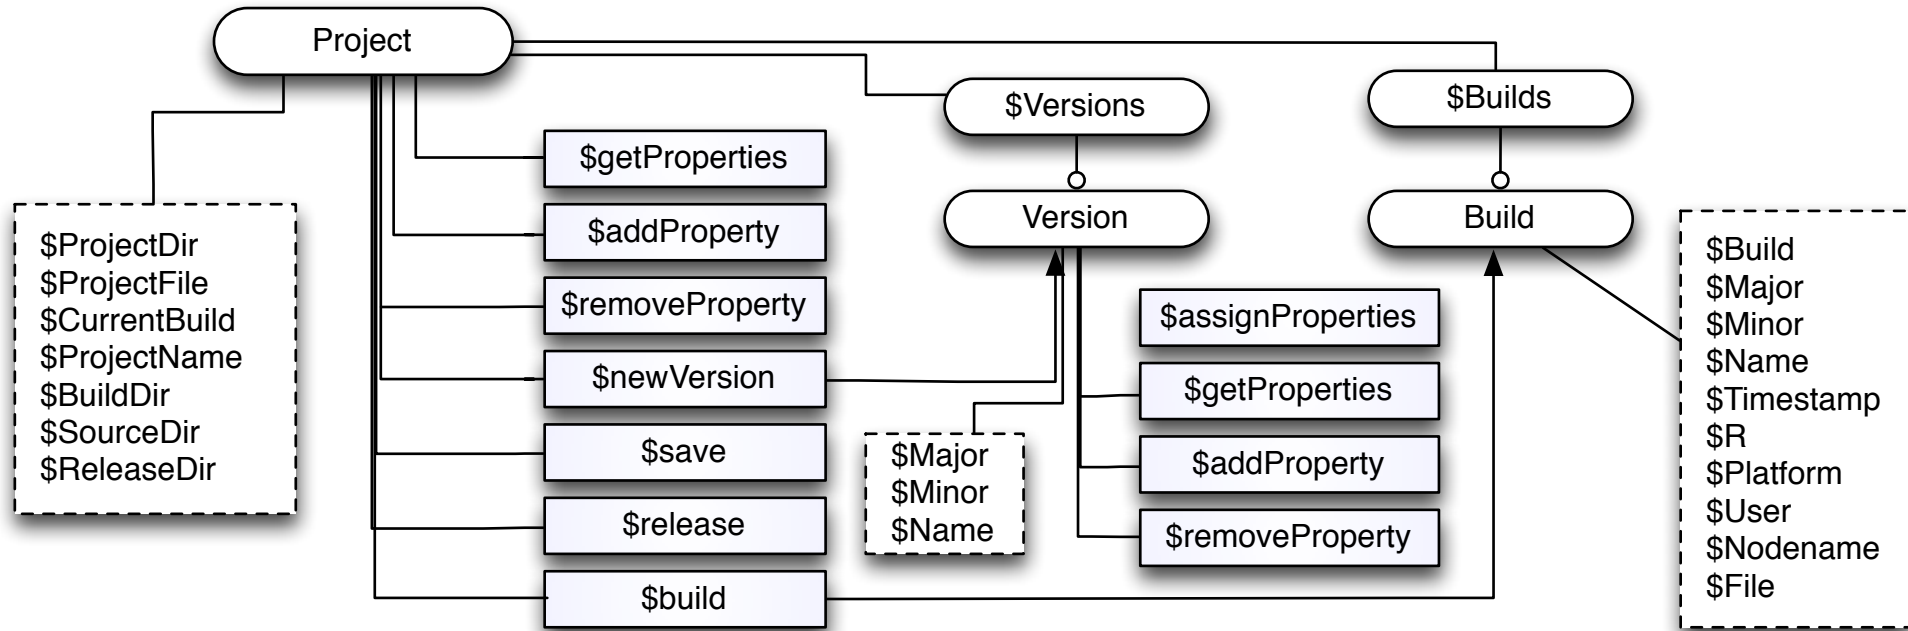 Project
$Versions
$Builds
$getProperties
$addProperty
$removeProperty
$newVersion
$save
$release
$build
$ProjectDir
$ProjectFile
$CurrentBuild
$ProjectName
$BuildDir
$SourceDir
$ReleaseDir
Version
$Major
$Minor
$Name
$assignProperties
$getProperties
$addProperty
$removeProperty
Build
$Build
$Major
$Minor
$Name
$Timestamp
$R
$Platform
$User
$Nodename
$File